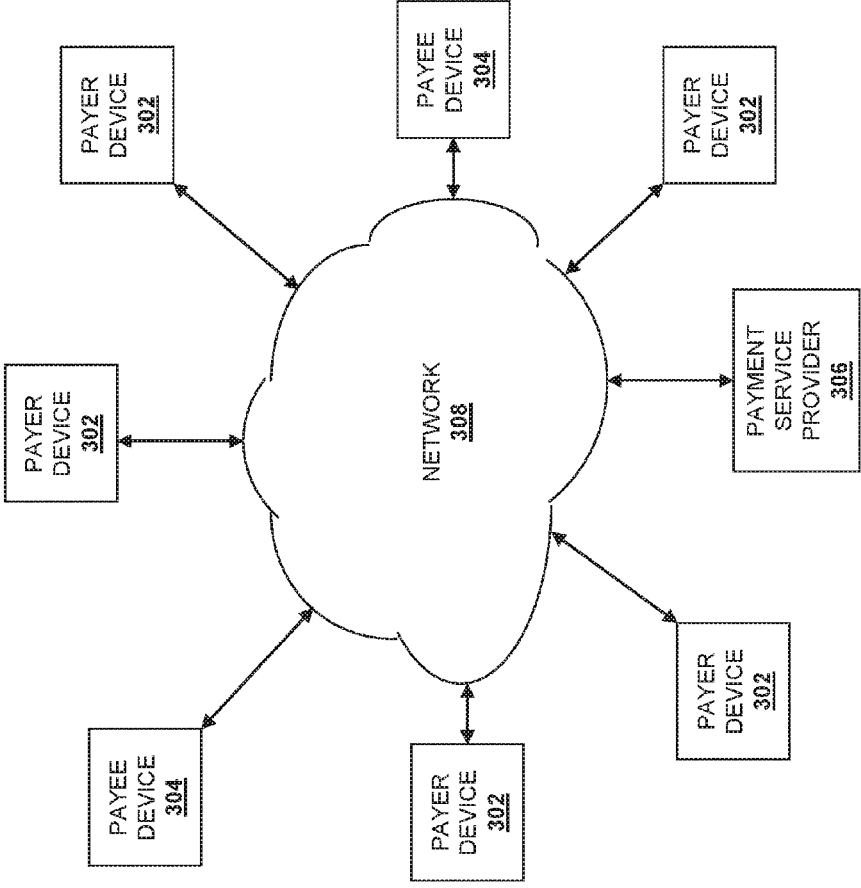 PAYER
DEVICE
302
PAYEE
DEVICE
304
PAYER
DEVICE
302
PAYER
DEVICE
302
NETWORK
308
PAYEE
DEVICE
304
PAYER
DEVICE
302
PAYMENT
SERVICE
PROVIDER
306
PAYER
DEVICE
302